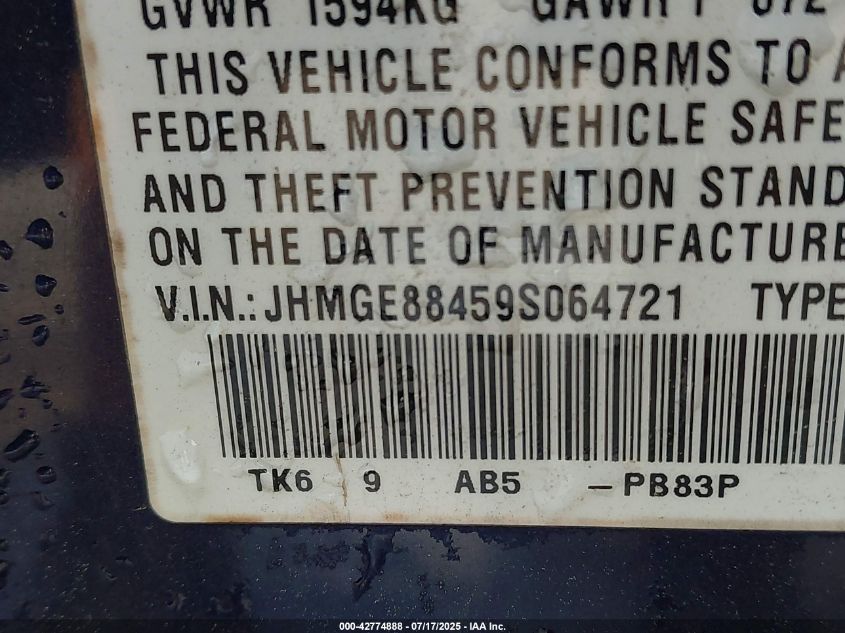 GVWR 1594KG GAWR F 872
THIS VEHICLE CONFORMS TO A
FEDERAL MOTOR VEHICLE SAFE
AND THEFT PREVENTION STAND
ON THE DATE OF MANUFACTURE
V.I.N.: JHMGE88459S064721 TYPE
TK6 9 AB5 – PB83P
000-42774888 - 07/17/2025 - IAA Inc.